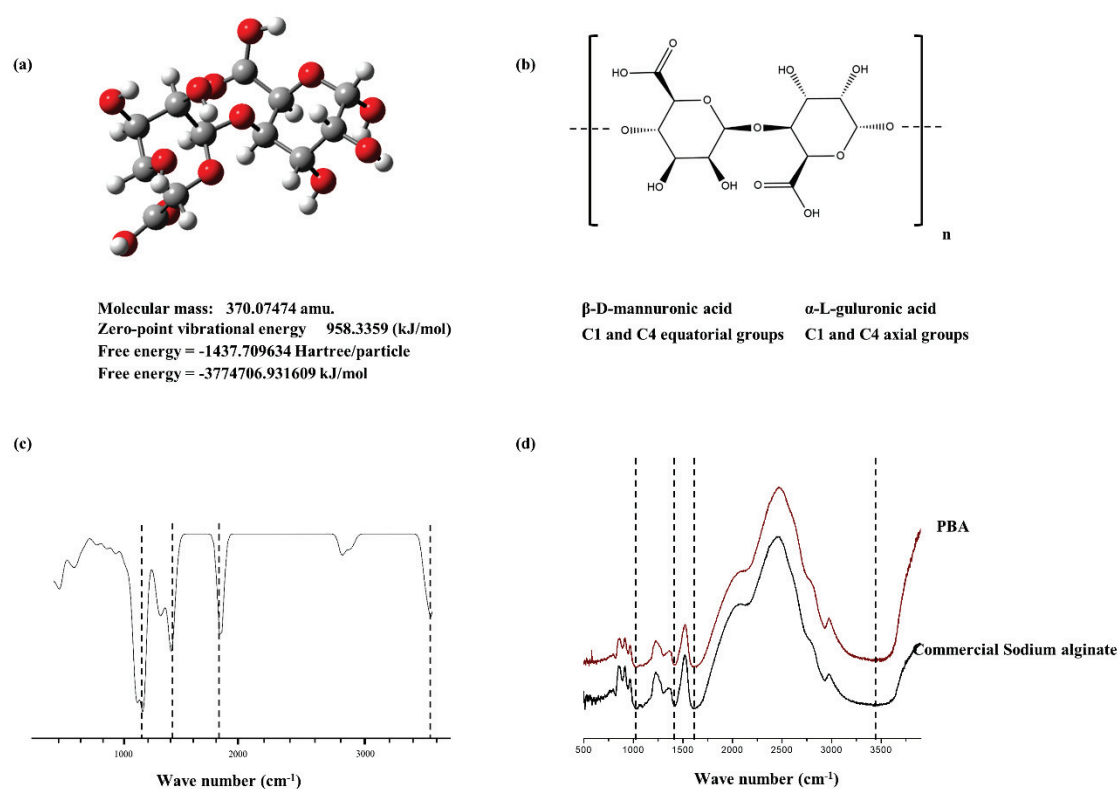 (a)
Molecular mass: 370.07474 amu.
Zero-point vibrational energy 958.3359 (kJ/mol)
Free energy = -1437.709634 Hartree/particle
Free energy = -3774706.931609 kJ/mol
(b)
O
HO
O
O
O
HO
OH
HO
OH
O
O
O
OH
n
β-D-mannuronic acid α-L-guluronic acid
C1 and C4 equatorial groups C1 and C4 axial groups
(c)
1000 2000 3000
Wave number (cm-1)
(d)
PBA
Commercial Sodium alginate
500 1000 1500 2000 2500 3000 3500
Wave number (cm-1)